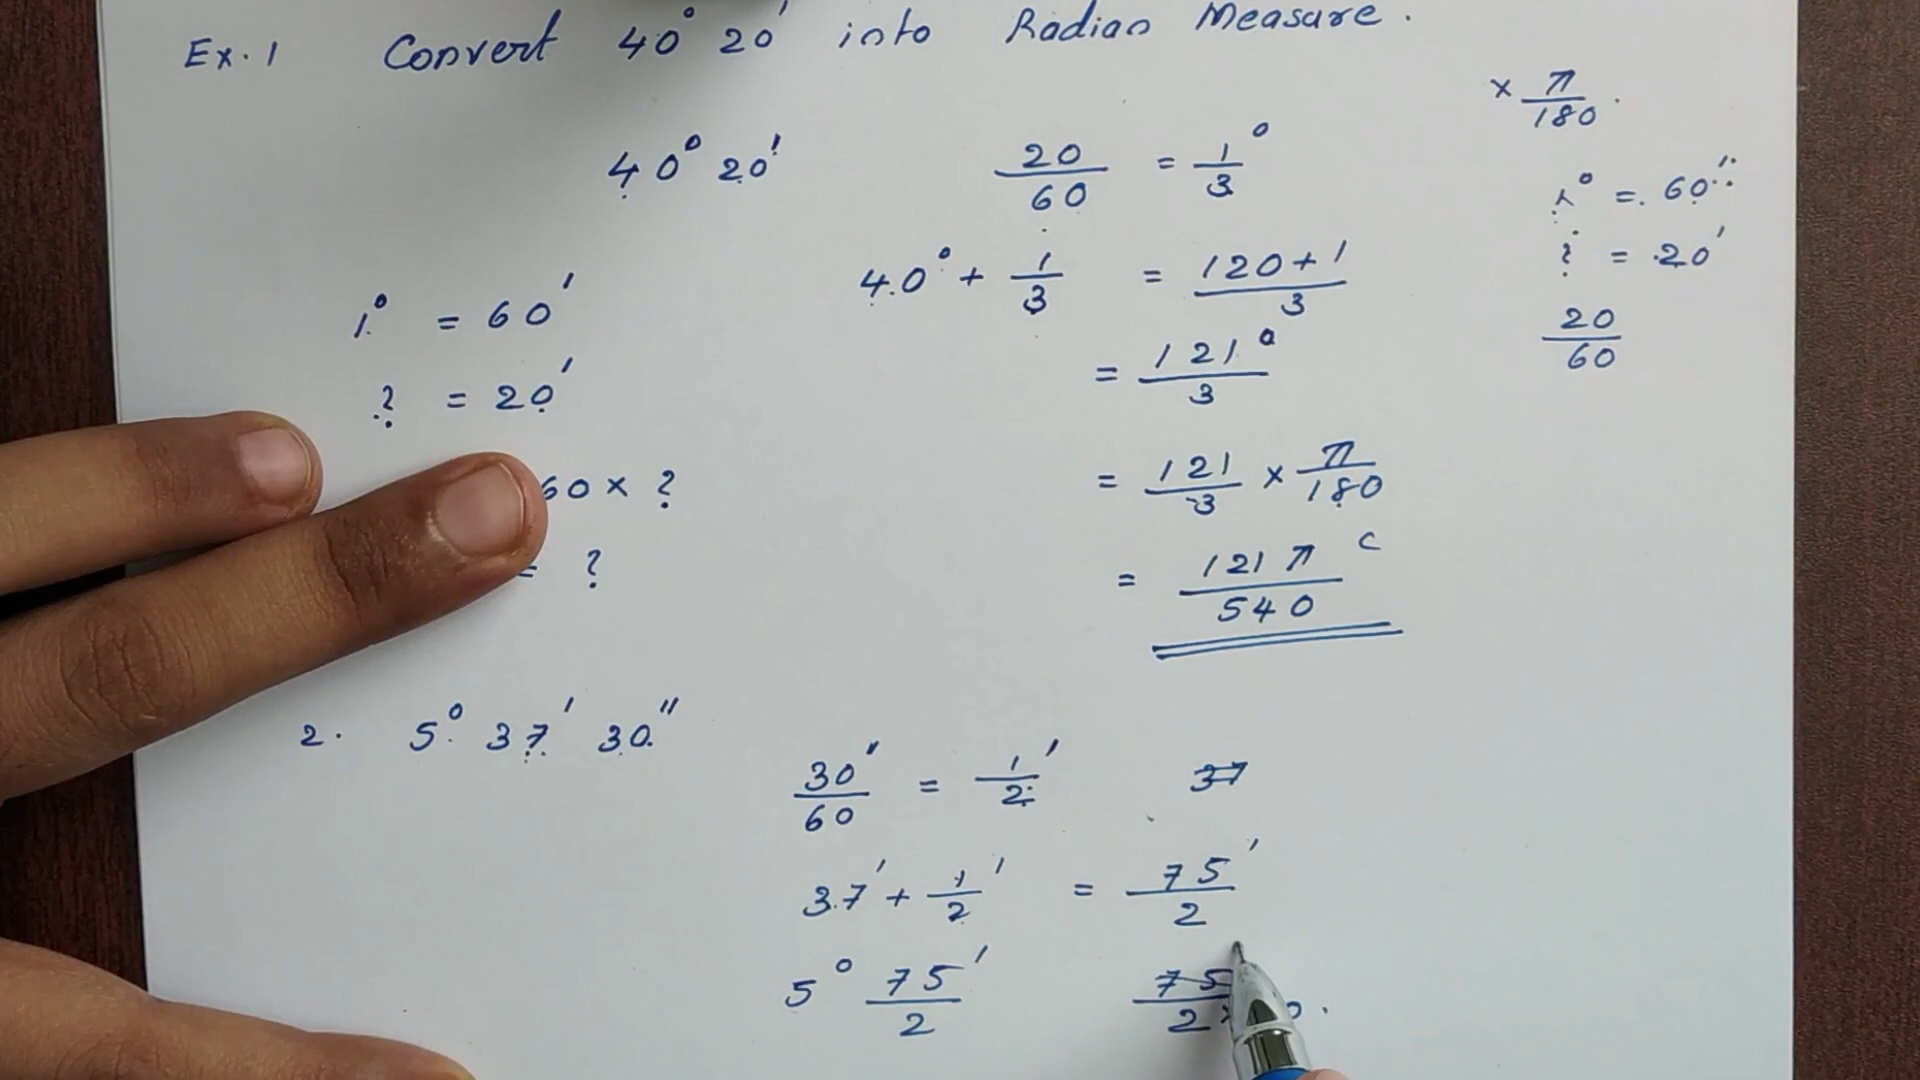 Ex. 1 Convert 40° 20' into Radian Measure.
× π/180.
40° 20'
20/60 = 1/3°
1° = 60'
? = 20'
20/60
40° + 1/3 = 120+1/3
= 121°/3
1° = 60'
? = 20'
60 × ?
= ?
= 121/3 × π/180
= 121π/540 c
2. 5° 37' 30"
30'/60 = 1/2'
37
37' + 1/2' = 75'/2
5° 75'/2
75/2